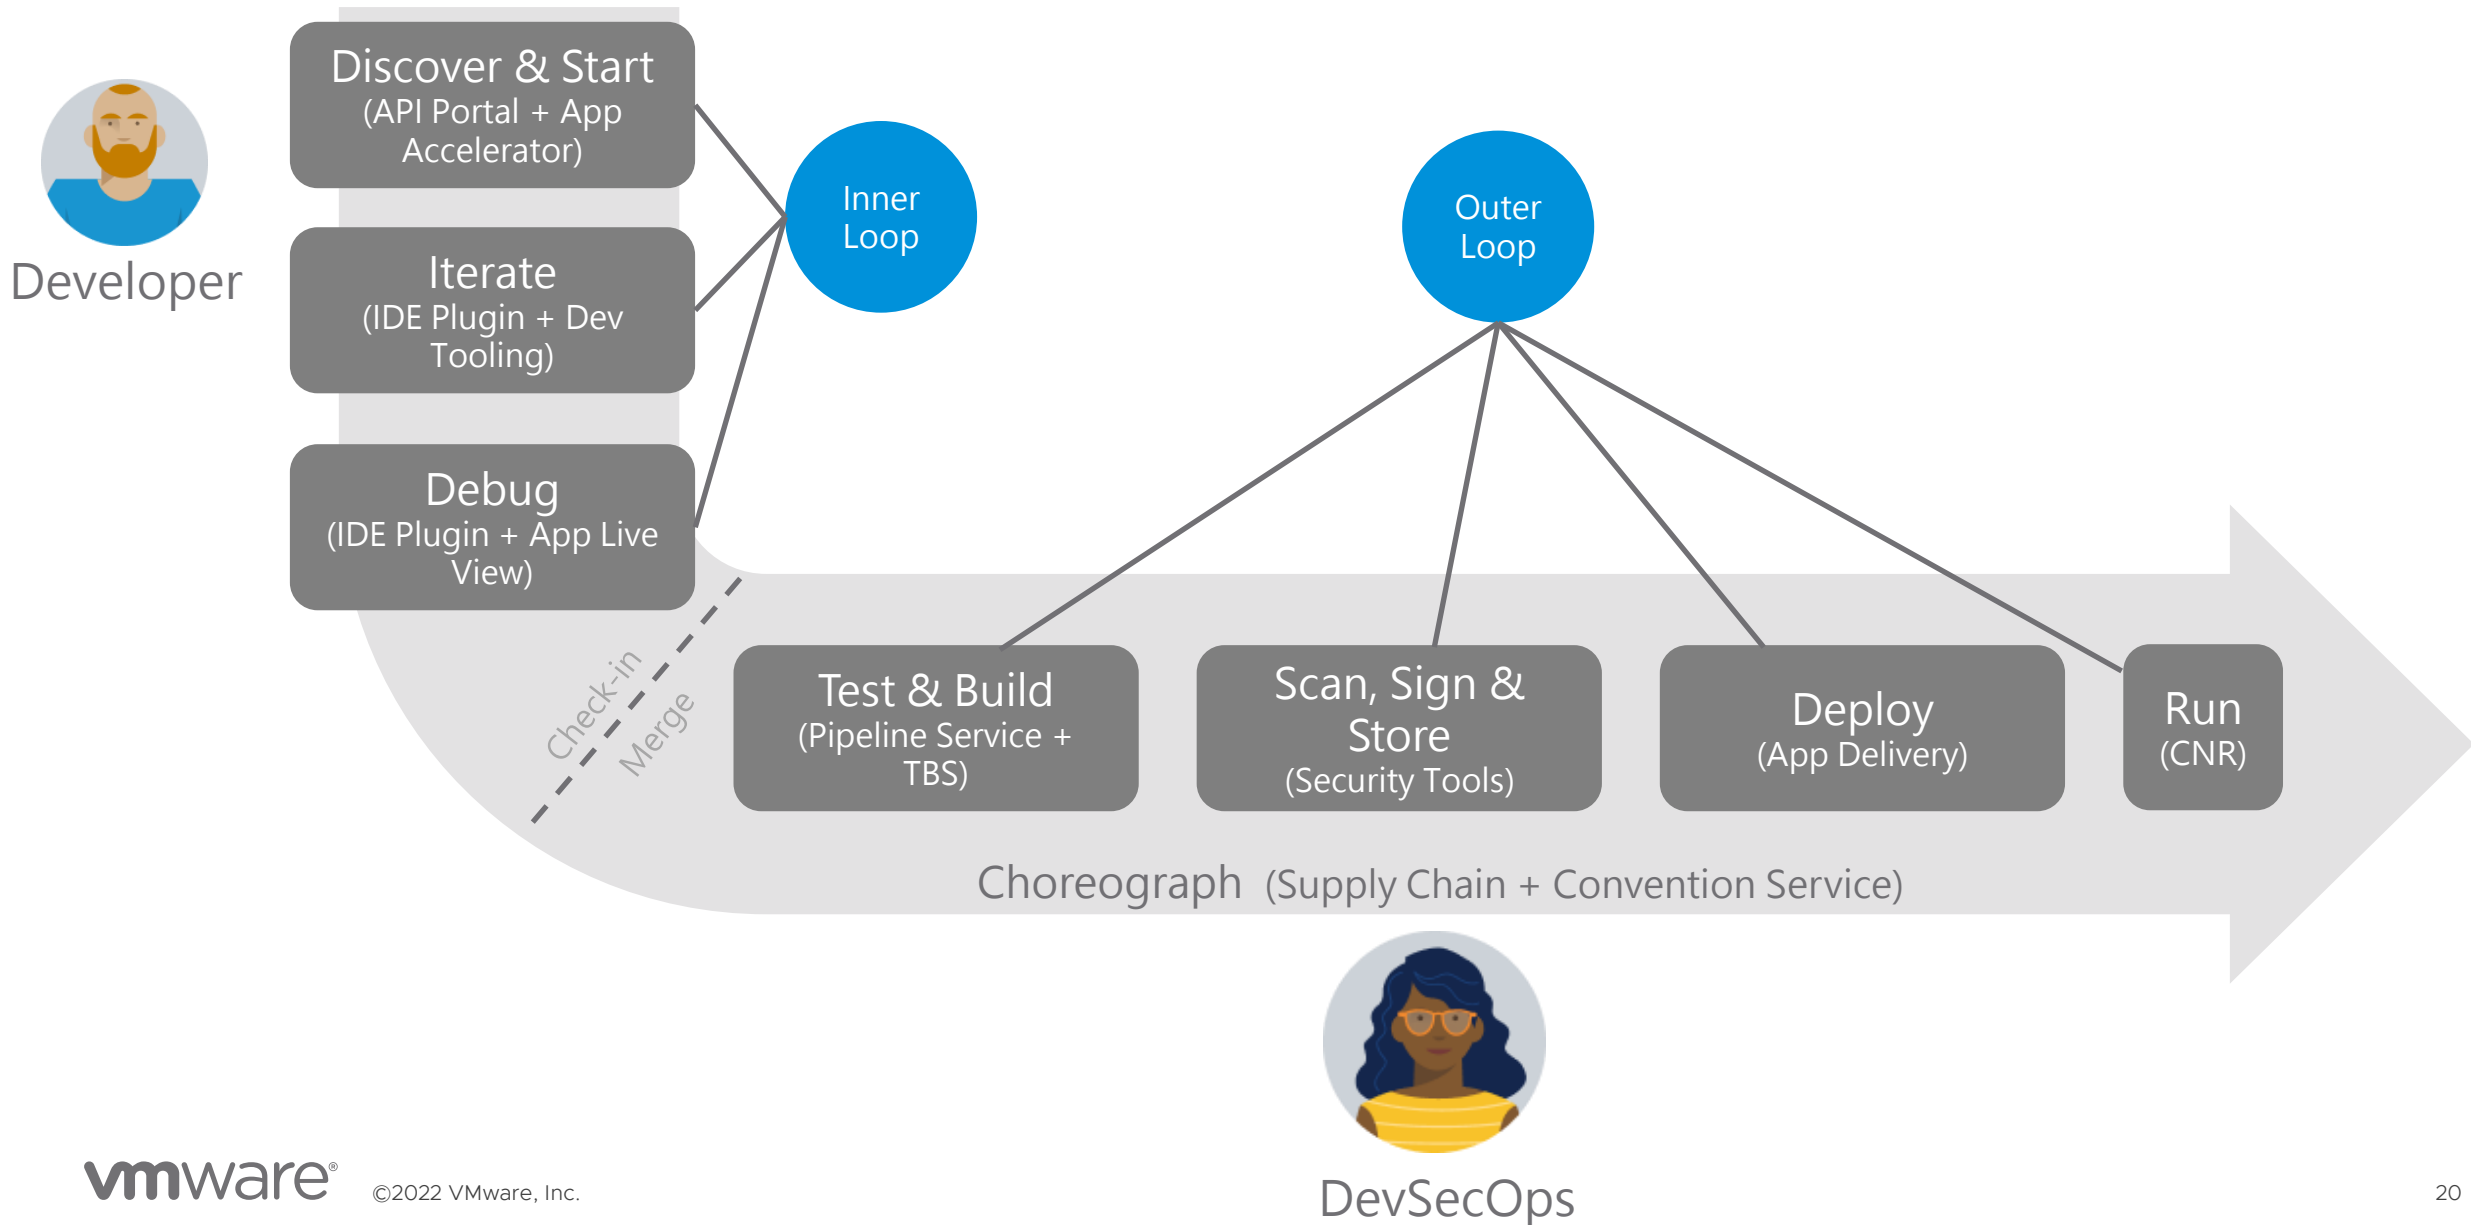 Discover & Start
(API Portal + App
Accelerator)
Developer
Iterate
(IDE Plugin + Dev
Tooling)
Debug
(IDE Plugin + App Live
View)
Inner
Loop
Outer
Loop
Check-in
Merge
Test & Build
(Pipeline Service +
TBS)
Scan, Sign &
Store
(Security Tools)
Deploy
(App Delivery)
Run
(CNR)
Choreograph (Supply Chain + Convention Service)
DevSecOps
vmware®
©2022 VMware, Inc.
20